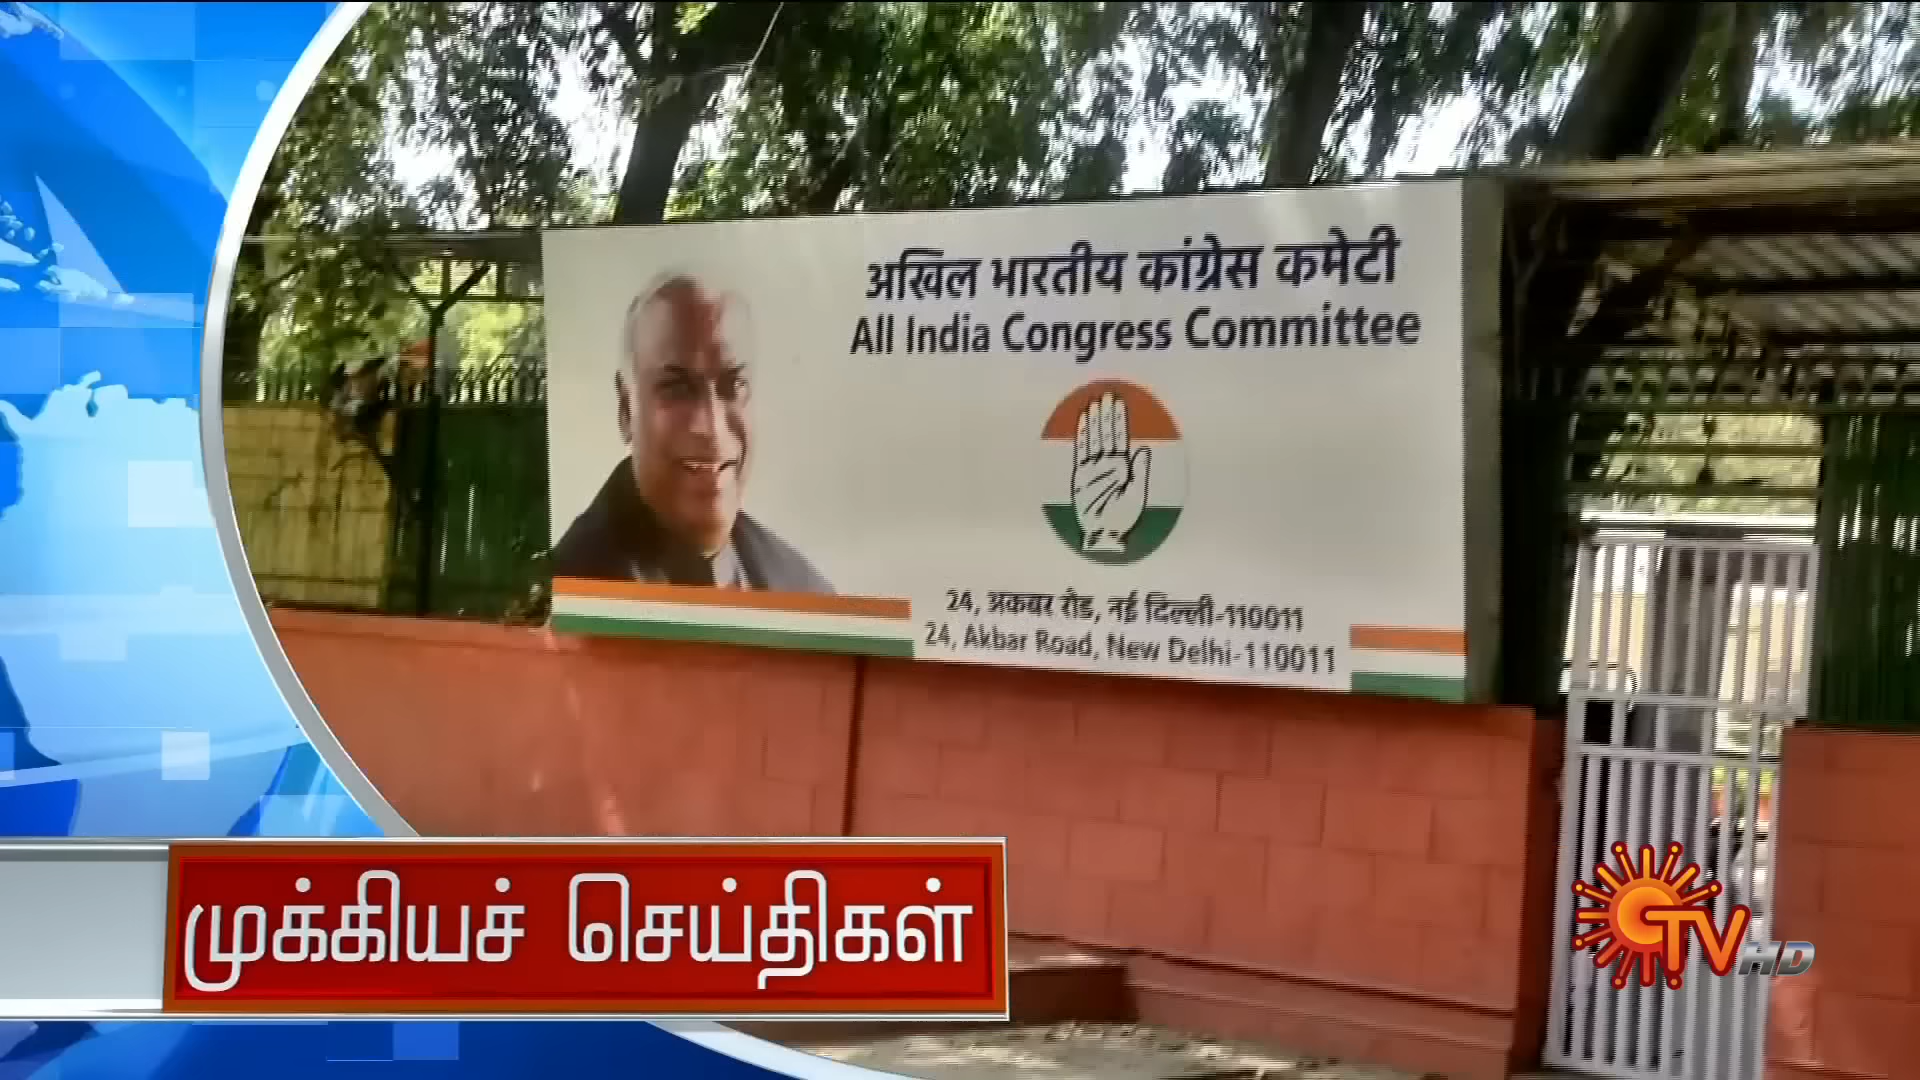 अखिल भारतीय कांग्रेस कमेटी
All India Congress Committee
24, अकबर रोड, नई दिल्ली-110011
24, Akbar Road, New Delhi-110011
முக்கியச் செய்திகள்
TV HD